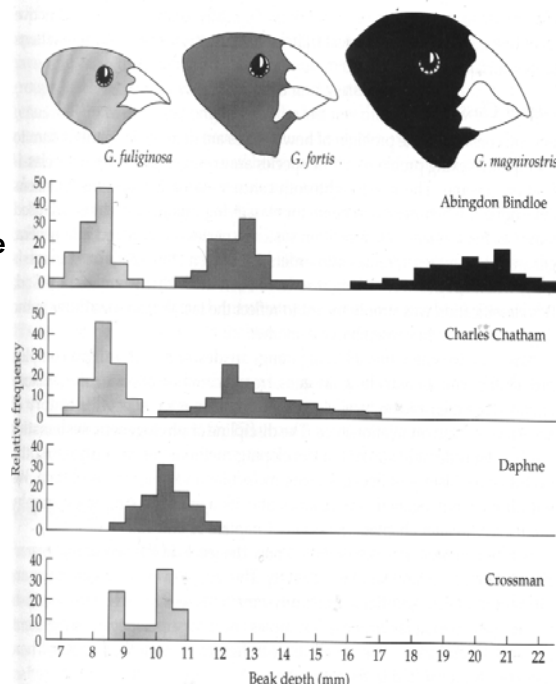 G. fuliginosa G. fortis G. magnirostris
50
40
30
20
10
0
Abingdon Bindloe
e
50
40
30
20
10
0
Charles Chatham
Relative frequency
40
30
20
10
0
Daphne
40
30
20
10
0
Crossman
7 8 9 10 11 12 13 14 15 16 17 18 19 20 21 22
Beak depth (mm)